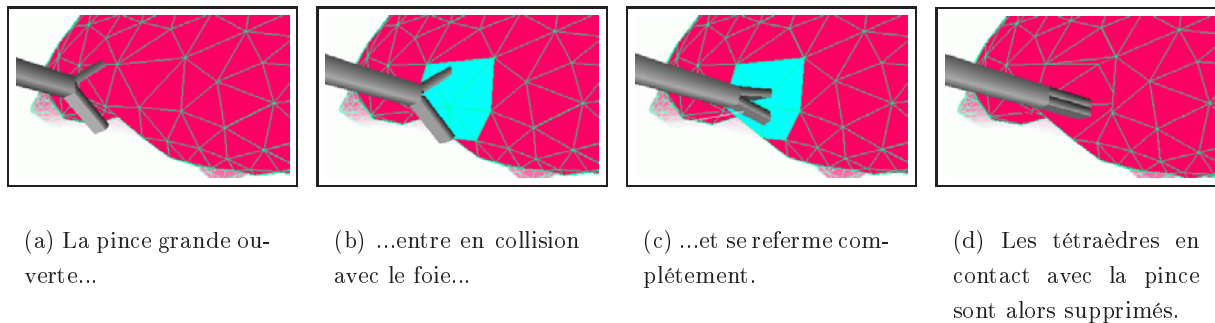 (a) La pince grande ou-
verte...
(b) ...entre en collision
avec le foie...
(c) ...et se referme com-
plétement.
(d) Les tétraèdres en
contact avec la pince
sont alors supprimés.